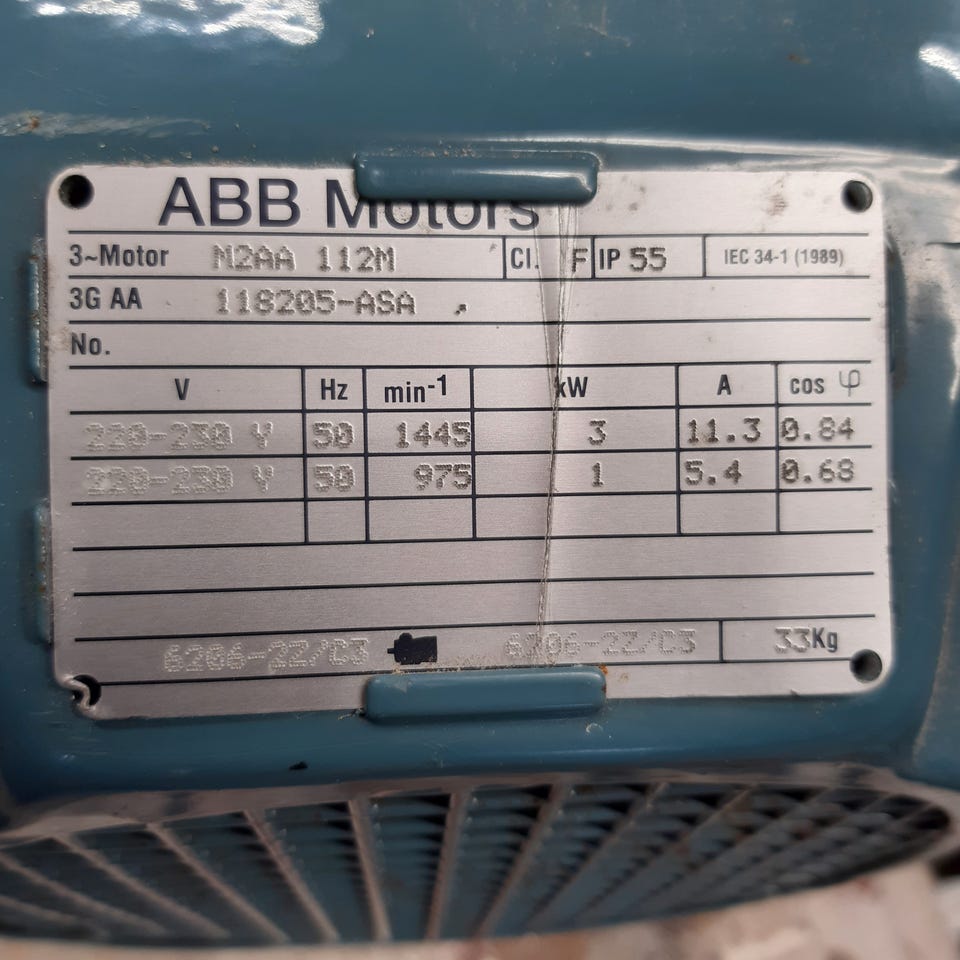 ABB Motors
3~Motor M2AA 112M Cl. F IP 55 IEC 34-1 (1989)
3G AA 118205-ASA
No.
V Hz min-1 kW A cos φ
220-230 V 50 1445 3 11.3 0.84
220-230 V 50 975 1 5.4 0.68
6206-2Z/C3 6206-2Z/C3 33Kg